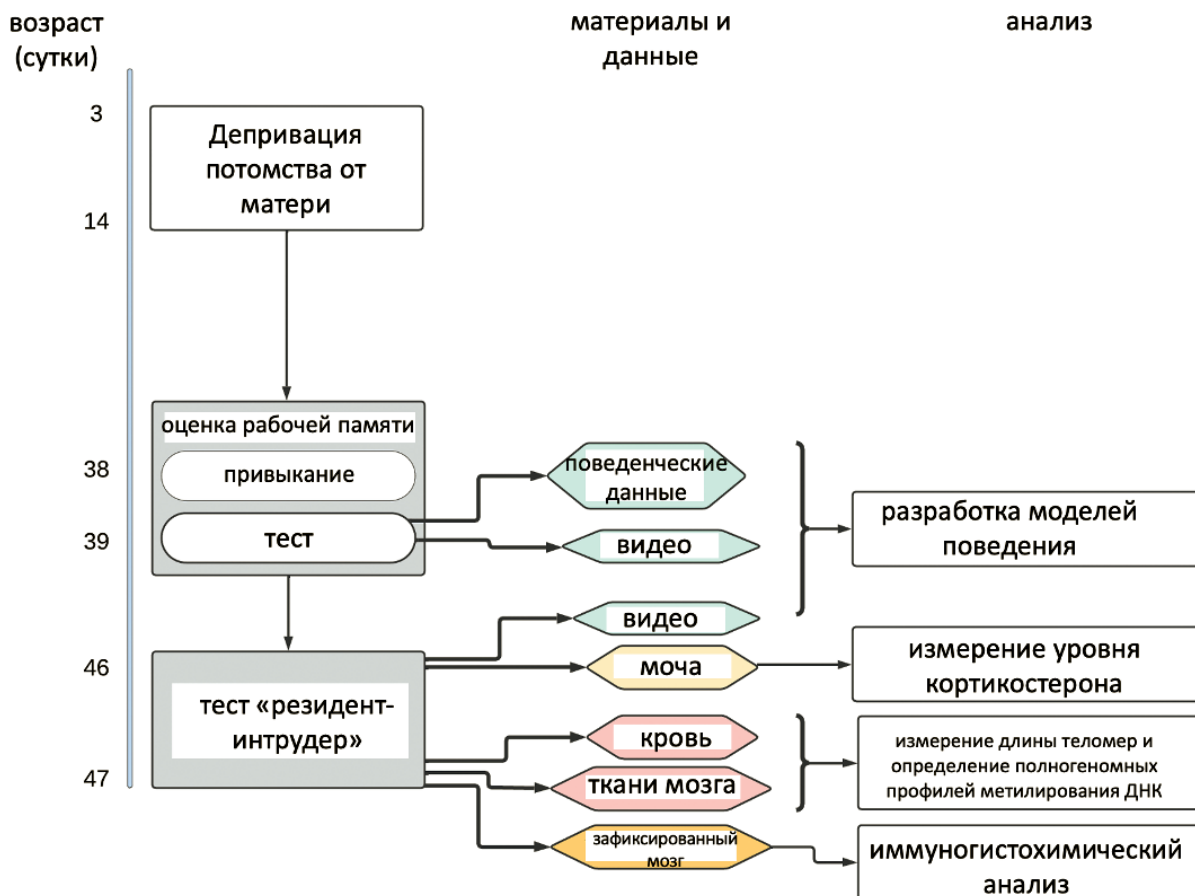 возраст
(сутки)
материалы и
данные
анализ
3
Депривация
потомства от
матери
14
оценка рабочей памяти
38
привыкание
поведенческие
данные
39
тест
видео
разработка моделей
поведения
видео
46
тест «резидент-
интрудер»
моча
измерение уровня
кортикостерона
кровь
47
ткани мозга
измерение длины теломер и
определение полногеномных
профилей метилирования ДНК
зафиксированный
мозг
иммуногистохимический
анализ